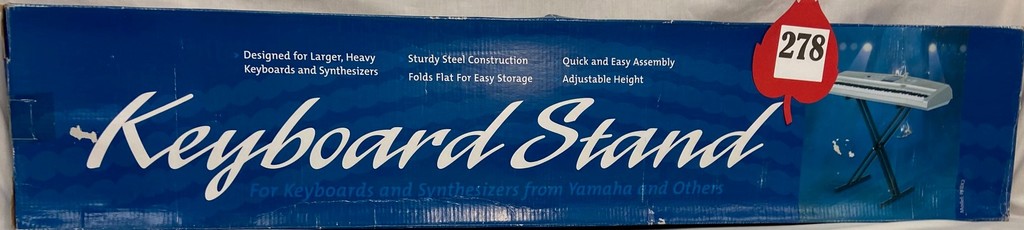 Designed for Larger, Heavy
Keyboards and Synthesizers
Sturdy Steel Construction
Folds Flat For Easy Storage
Quick and Easy Assembly
Adjustable Height
278
Keyboard Stand
For Keyboards and Synthesizers from Yamaha and Others
Model